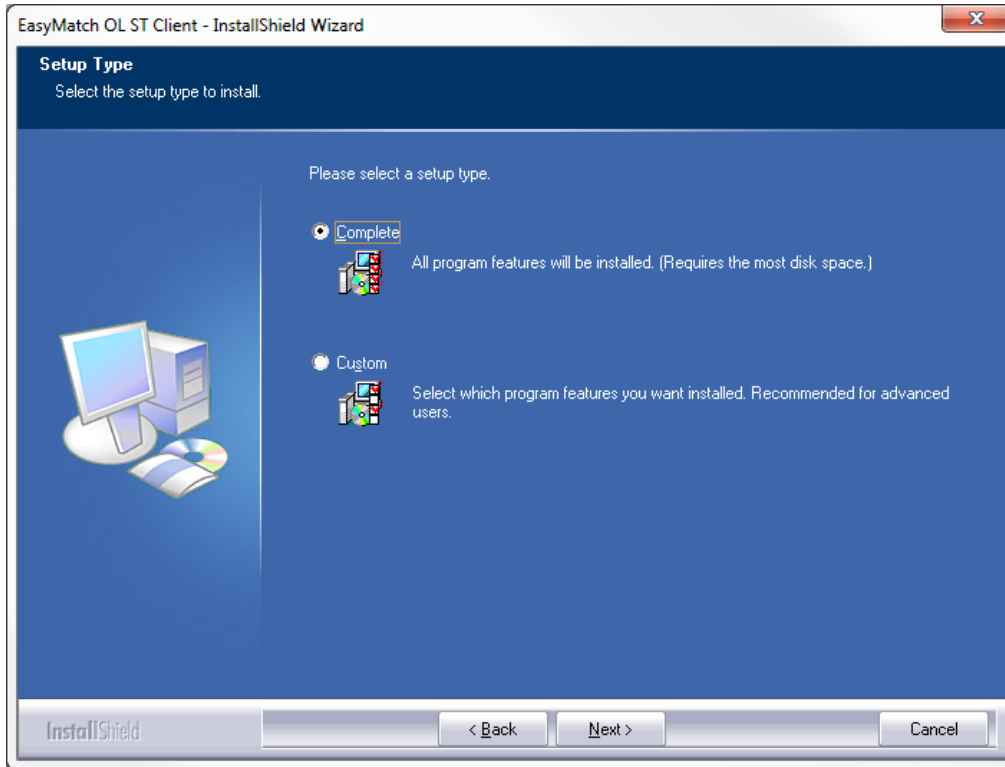 EasyMatch OL ST Client - InstallShield Wizard
Setup Type
Select the setup type to install.
Please select a setup type.
Complete
All program features will be installed. (Requires the most disk space.)
Custom
Select which program features you want installed. Recommended for advanced
users.
InstallShield
< Back
Next >
Cancel